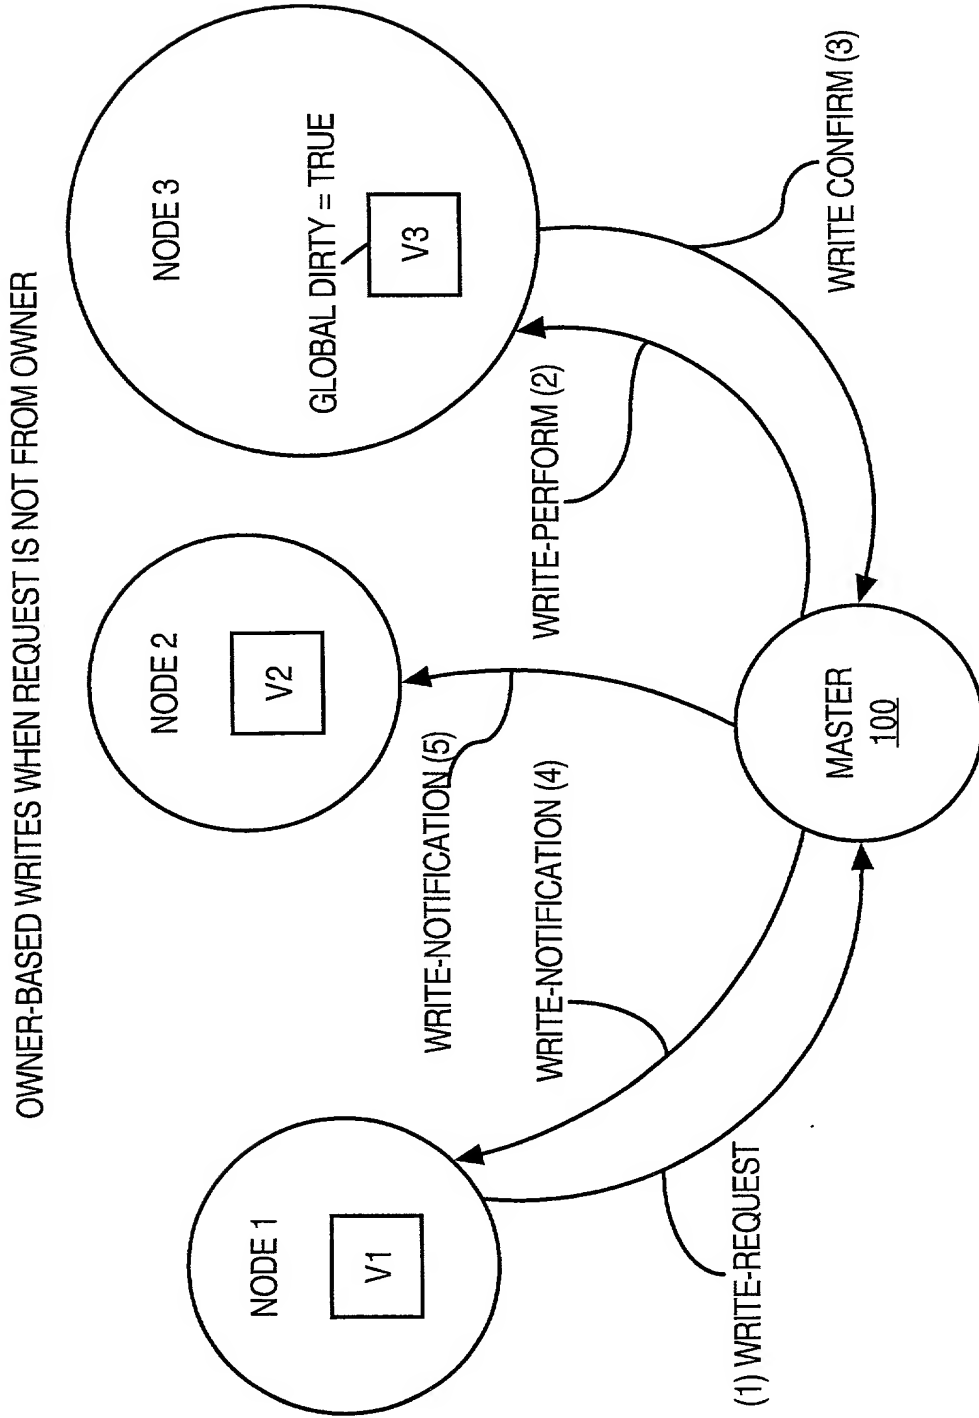 OWNER-BASED WRITES WHEN REQUEST IS NOT FROM OWNER
NODE 1
V1
NODE 2
V2
NODE 3
GLOBAL DIRTY = TRUE
V3
WRITE-NOTIFICATION (5)
WRITE-NOTIFICATION (4)
WRITE-PERFORM (2)
(1) WRITE-REQUEST
MASTER
100
WRITE CONFIRM (3)